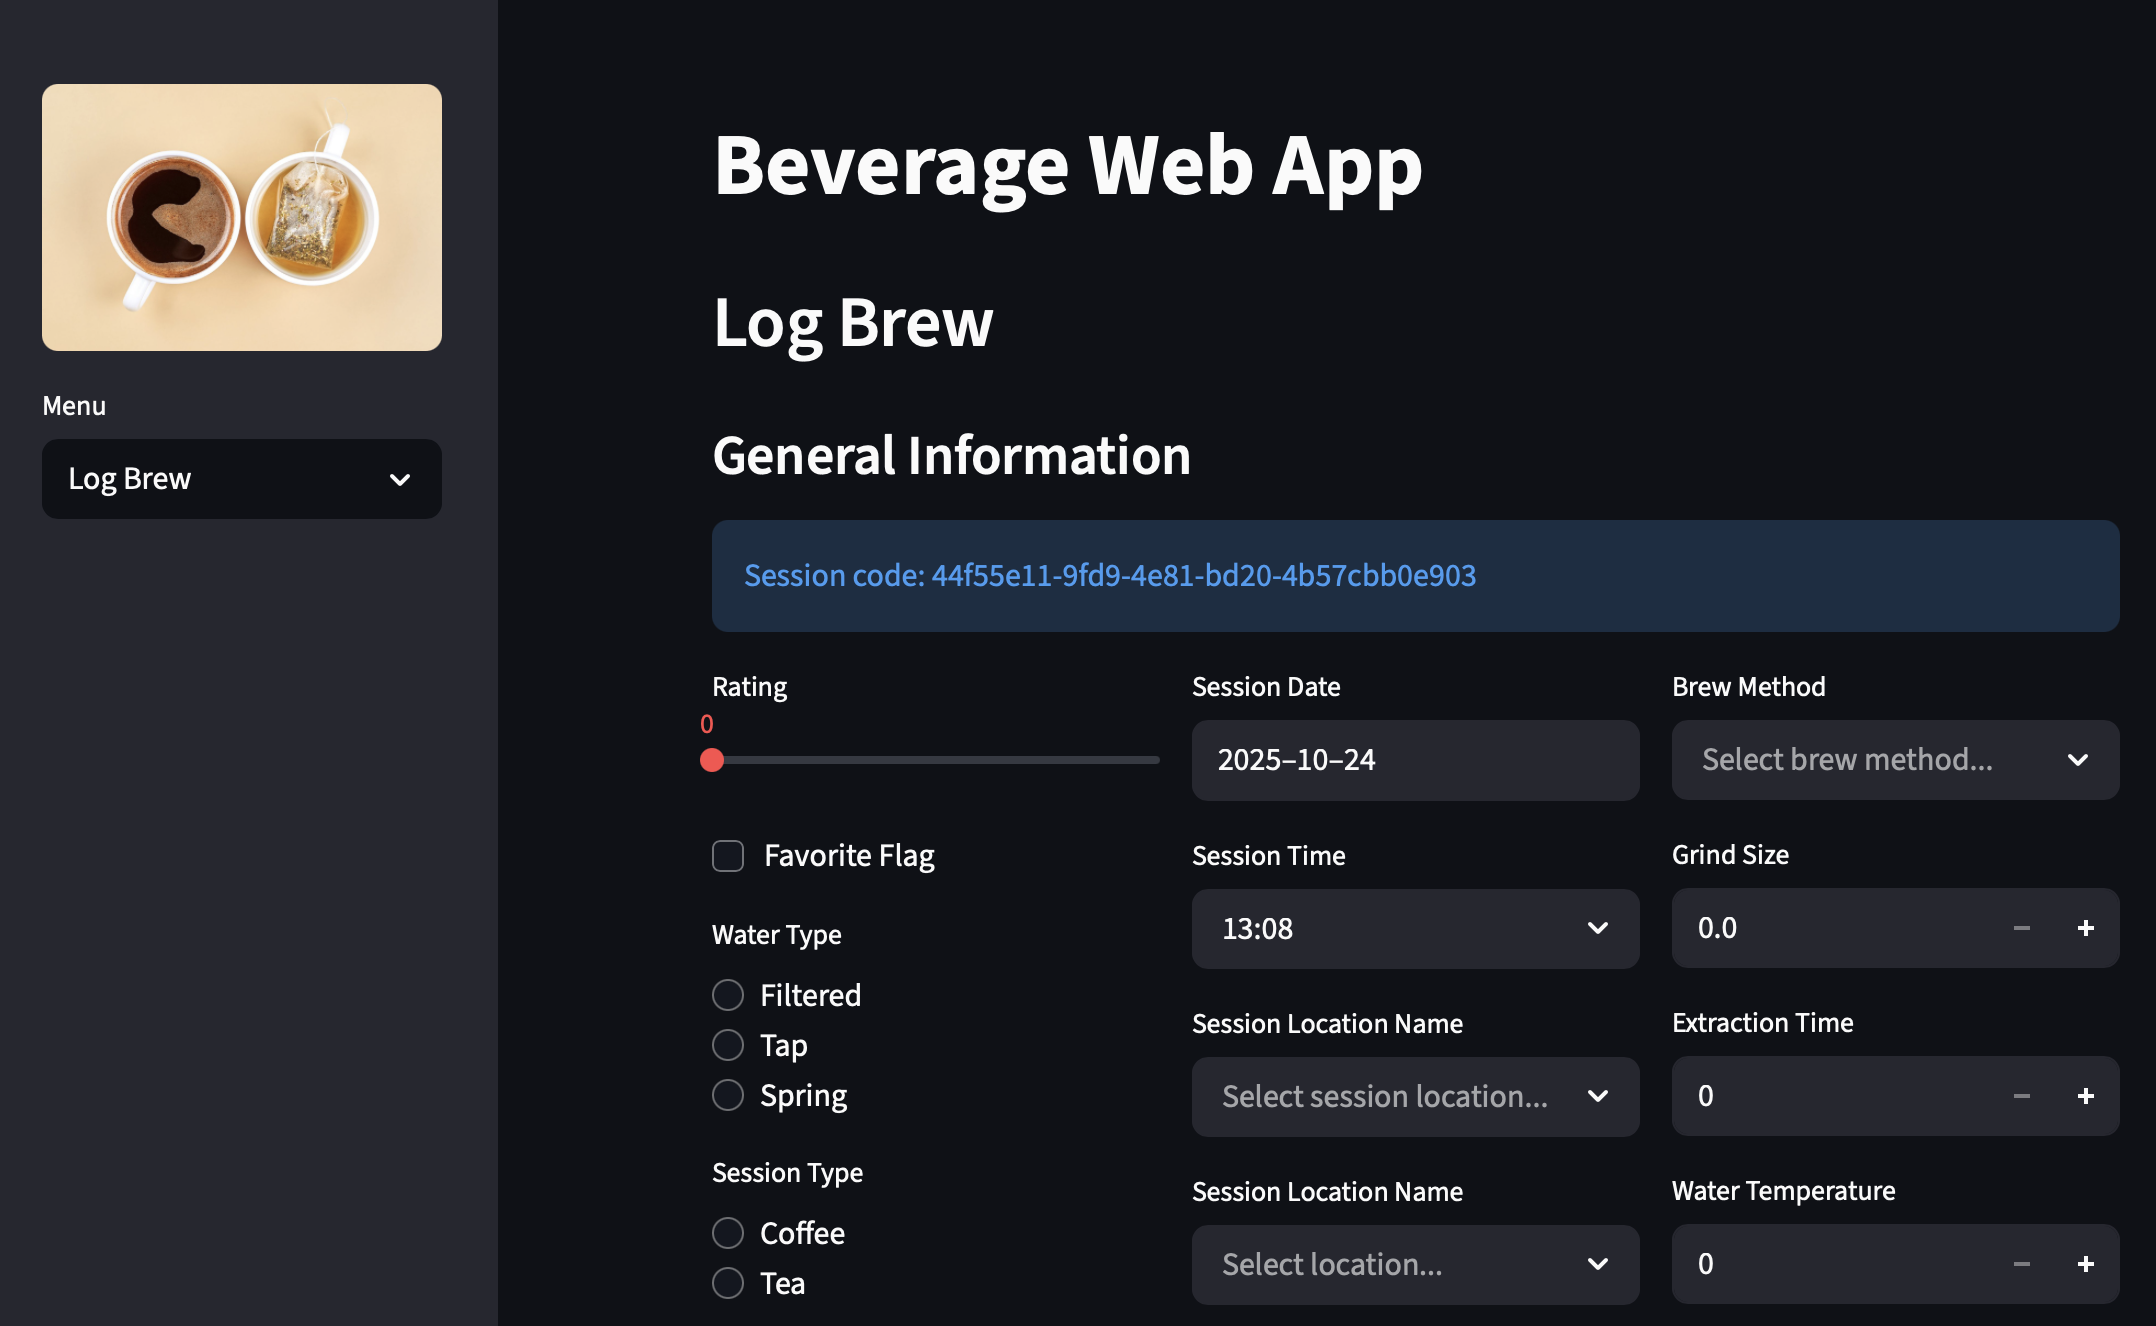 Menu
Log Brew
Beverage Web App
Log Brew
General Information
Session code: 44f55e11-9fd9-4e81-bd20-4b57cbb0e903
Rating
0
Favorite Flag
Water Type
Filtered
Tap
Spring
Session Type
Coffee
Tea
Session Date
2025–10–24
Session Time
13:08
Session Location Name
Select session location...
Session Location Name
Select location...
Brew Method
Select brew method...
Grind Size
0.0
Extraction Time
0
Water Temperature
0